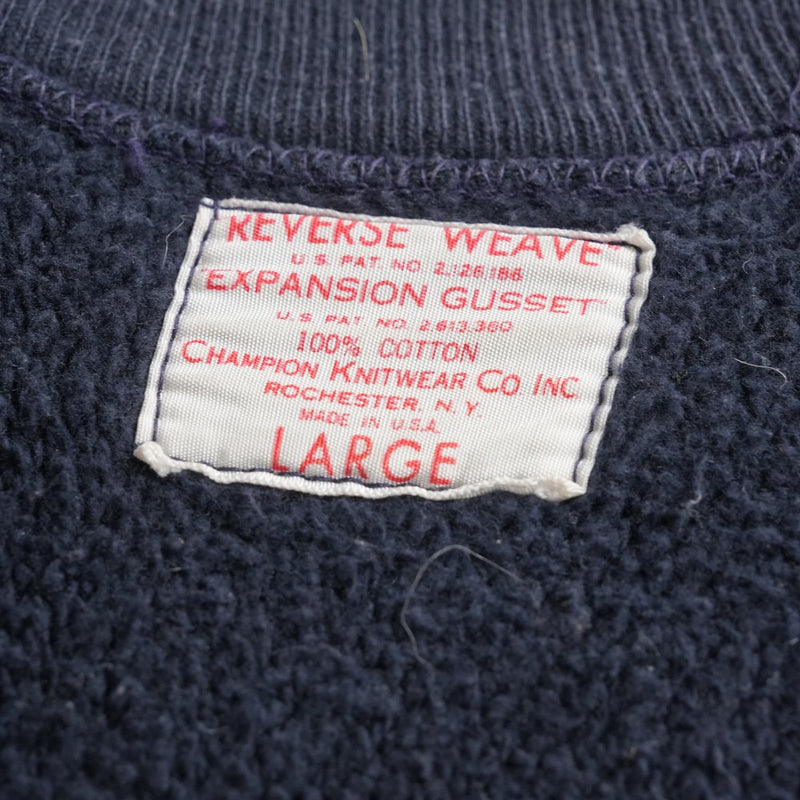 REVERSE WEAVE"
U.S. PAT. NO. 2,126,186
"EXPANSION GUSSET"
U.S. PAT. NO. 2,613,360
100% COTTON
CHAMPION KNITWEAR CO. INC.
ROCHESTER, N.Y.
MADE IN U.S.A.
LARGE